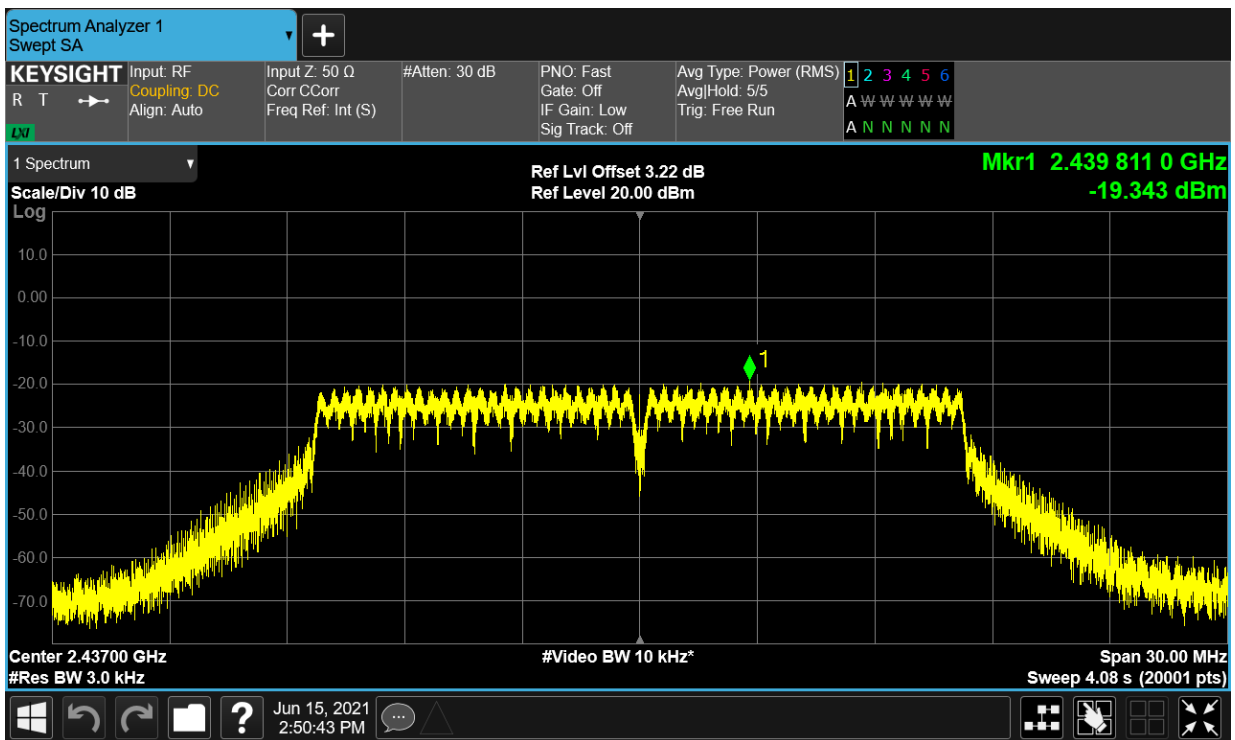 Spectrum Analyzer 1
Swept SA
+
KEYSIGHT
R T
LXI
Input: RF
Coupling: DC
Align: Auto
Input Z: 50 Ω
Corr CCorr
Freq Ref: Int (S)
#Atten: 30 dB
PNO: Fast
Gate: Off
IF Gain: Low
Sig Track: Off
Avg Type: Power (RMS)
Avg|Hold: 5/5
Trig: Free Run
1 2 3 4 5 6
A W W W W W
A N N N N N
1 Spectrum
Scale/Div 10 dB
Ref Lvl Offset 3.22 dB
Ref Level 20.00 dBm
Mkr1 2.439 811 0 GHz
-19.343 dBm
Log
10.0
0.00
-10.0
-20.0
-30.0
-40.0
-50.0
-60.0
-70.0
1
Center 2.43700 GHz
#Res BW 3.0 kHz
#Video BW 10 kHz*
Span 30.00 MHz
Sweep 4.08 s (20001 pts)
?
Jun 15, 2021
2:50:43 PM